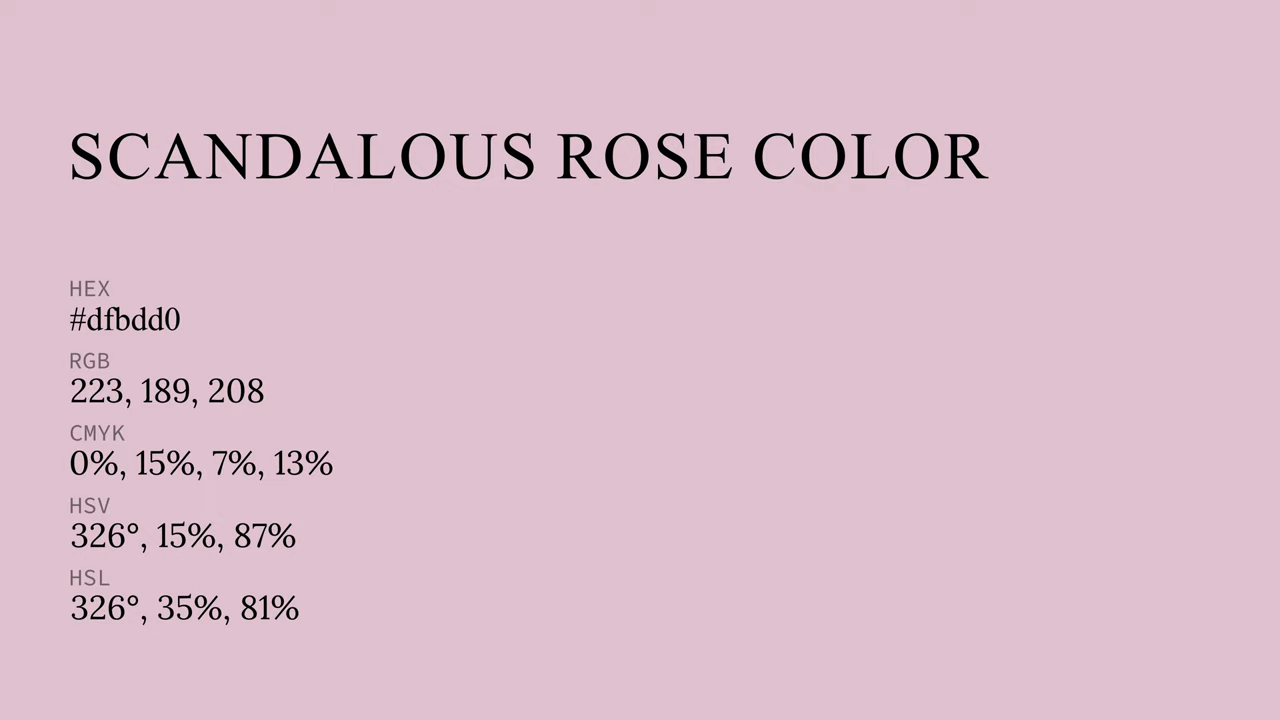 SCANDALOUS ROSE COLOR
HEX
#dfbdd0
RGB
223, 189, 208
CMYK
0%, 15%, 7%, 13%
HSV
326°, 15%, 87%
HSL
326°, 35%, 81%